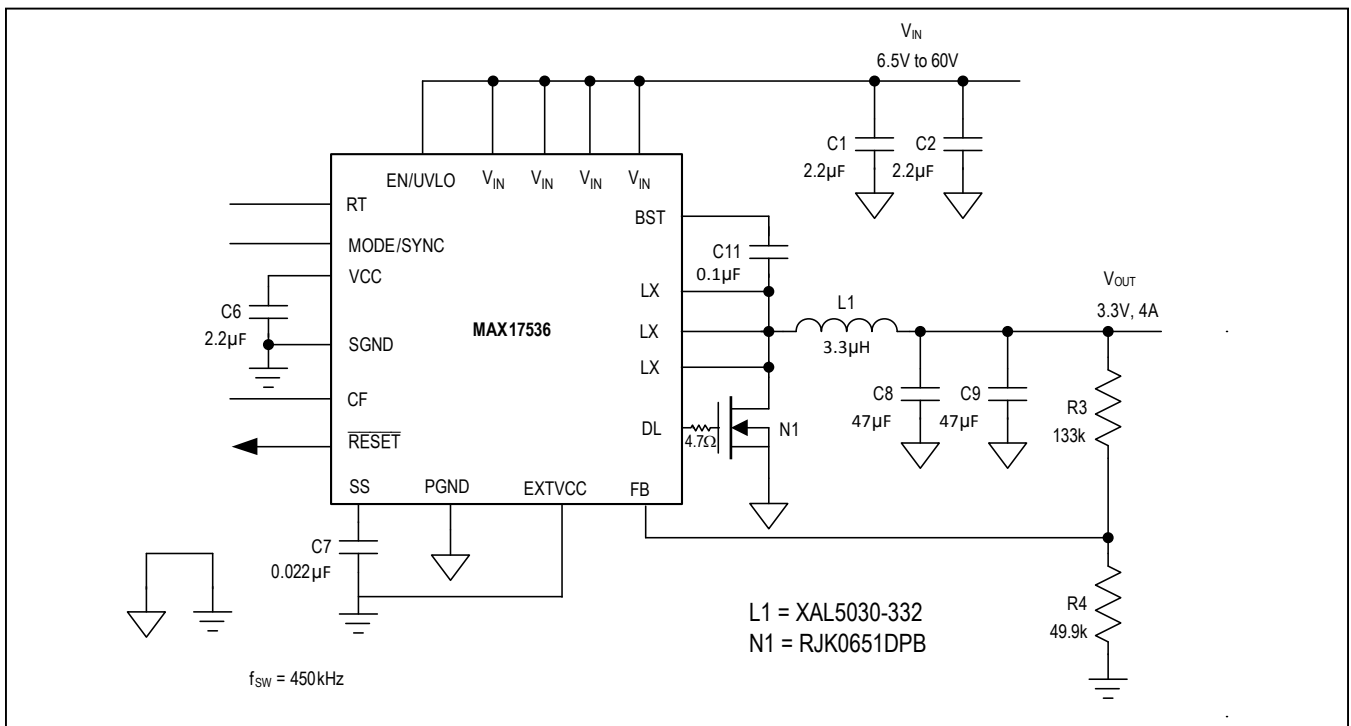 VIN
6.5V to 60V
C1
2.2µF
C2
2.2µF
EN/UVLO
VIN
VIN
VIN
VIN
RT
BST
MODE/SYNC
C11
0.1µF
VCC
LX
VOUT
3.3V, 4A
C6
2.2µF
MAX17536
LX
L1
3.3µH
SGND
LX
CF
C8
47µF
C9
47µF
R3
133k
DL
4.7Ω
N1
RESET
SS
PGND
EXTVCC
FB
C7
0.022µF
R4
49.9k
L1 = XAL5030-332
N1 = RJK0651DPB
fSW = 450kHz